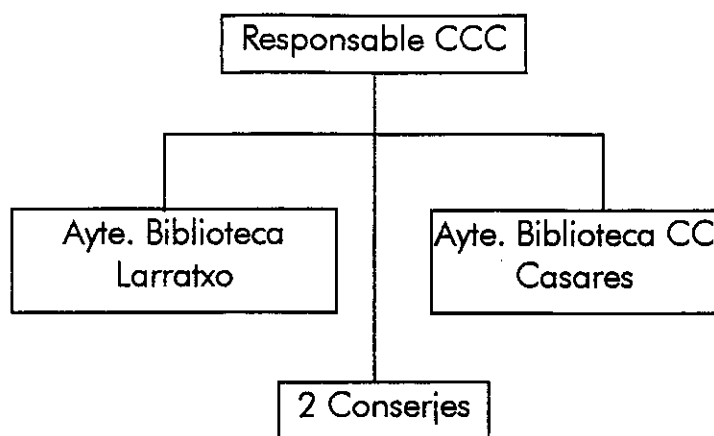 Responsable CCC
Ayte. Biblioteca
Larratxo
Ayte. Biblioteca CC
Casares
2 Conserjes